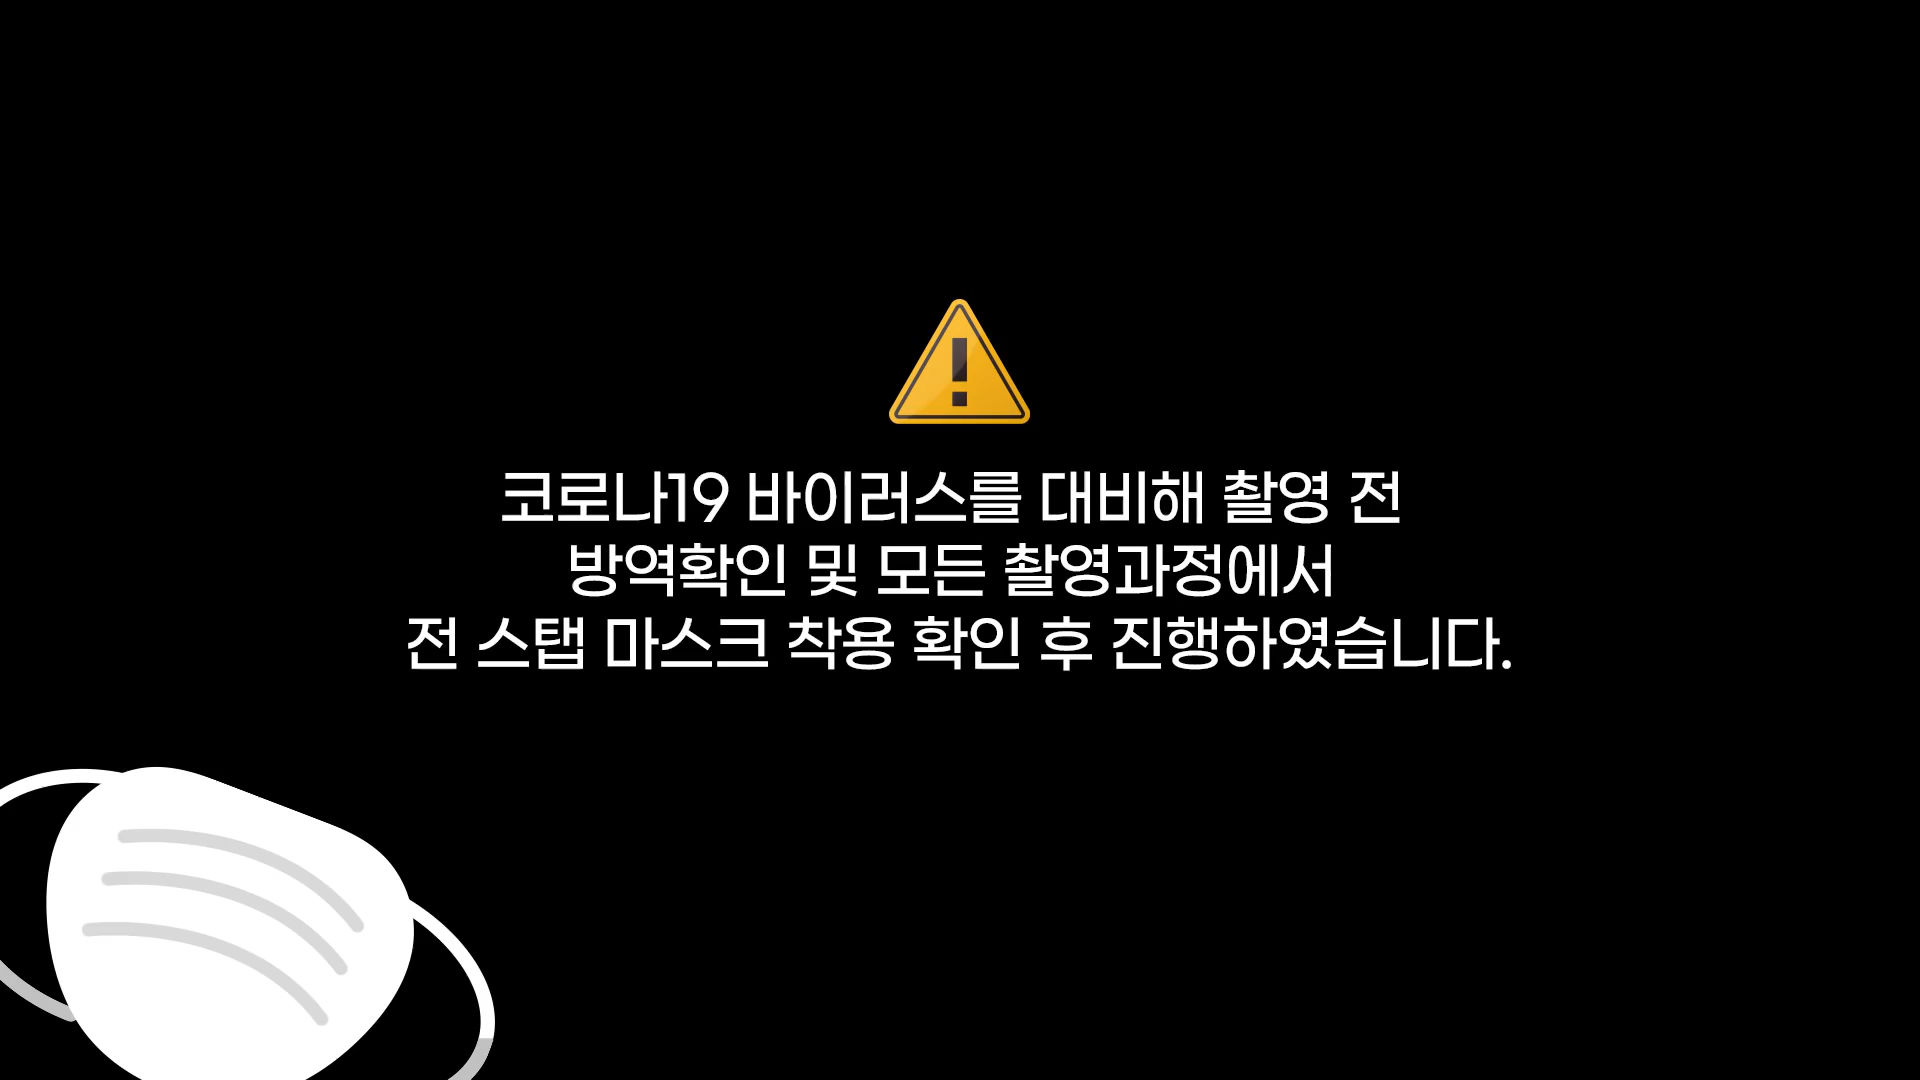 코로나19 바이러스를 대비해 촬영 전
방역확인 및 모든 촬영과정에서
전 스탭 마스크 착용 확인 후 진행하였습니다.